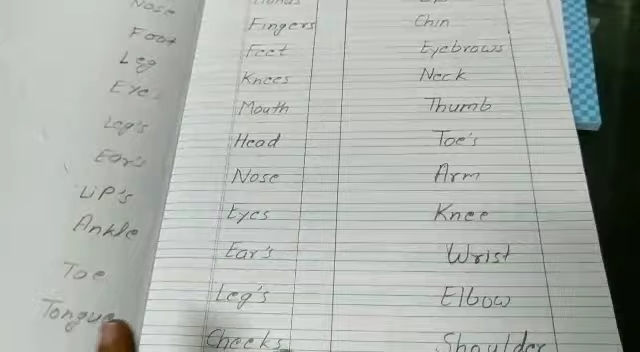 Nose
Foot
Leg
Eye
Leg's
Ear's
LiP's
Ankle
Toe
Tongue
Fingers
Feet
Knees
Mouth
Head
Nose
Eyes
Ear's
Leg's
Cheeks
Chin
Eyebrows
Neck
Thumb
Toe's
Arm
Knee
Wrist
Elbow
Shoulder